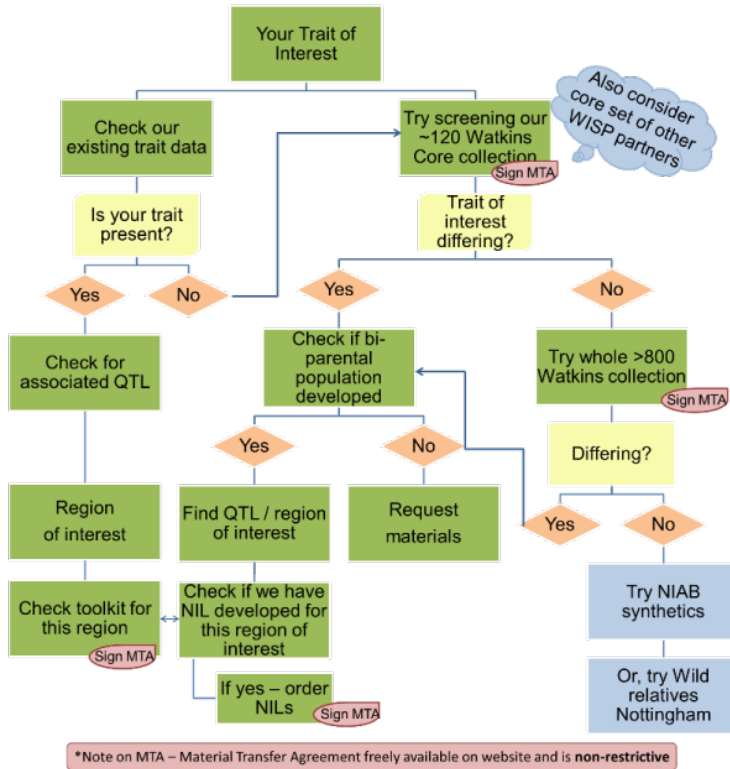 Your Trait of
Interest
Also consider
core set of other
WISP partners
Check our
existing trait data
Try screening our
~120 Watkins
Core collection
Sign MTA
Is your trait
present?
Trait of
interest
differing?
Yes
No
Yes
No
Check for
associated QTL
Check if bi-
parental
population
developed
Try whole >800
Watkins collection
Sign MTA
Yes
No
Differing?
Region
of interest
Find QTL / region
of interest
Request
materials
Yes
No
Check toolkit for
this region
Sign MTA
Check if we have
NIL developed for
this region of
interest
Try NIAB
synthetics
If yes – order
NILs
Sign MTA
Or, try Wild
relatives
Nottingham
*Note on MTA – Material Transfer Agreement freely available on website and is non-restrictive